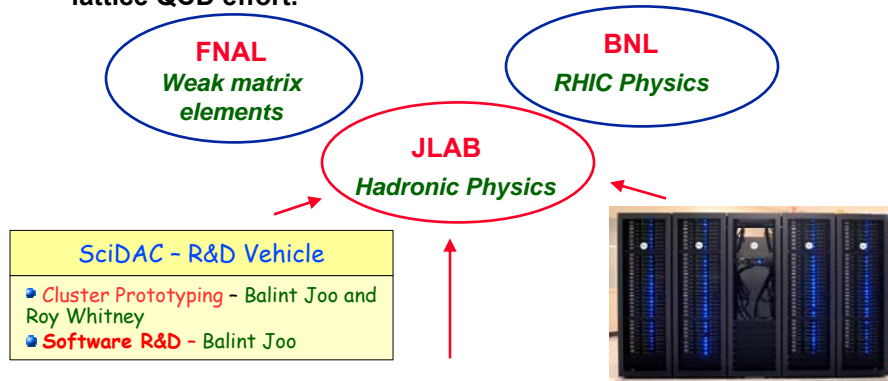 lattice QCD effort.
FNAL
Weak matrix
elements
BNL
RHIC Physics
JLAB
Hadronic Physics
SciDAC – R&D Vehicle
Cluster Prototyping – Balint Joo and
Roy Whitney
Software R&D – Balint Joo